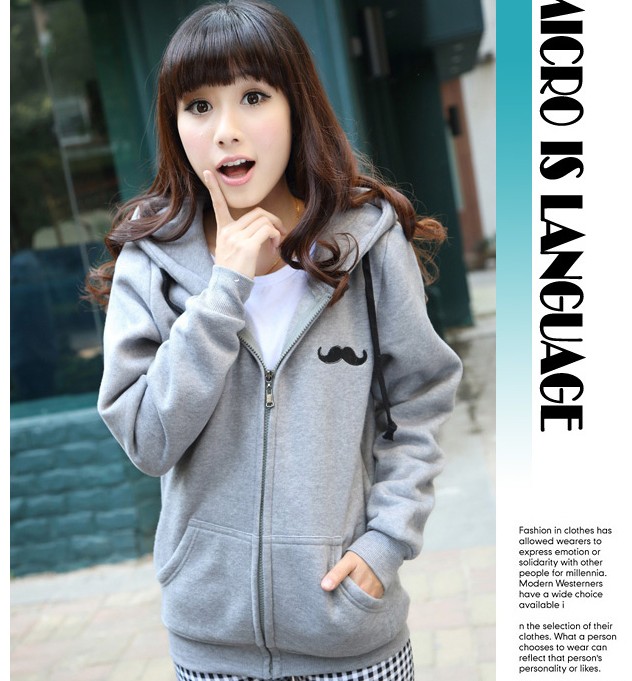 MICRO IS LANGUAGE
Fashion in clothes has
allowed wearers to
express emotion or
solidarity with other
people for millennia.
Modern Westerners
have a wide choice
available i
n the selection of their
clothes. What a person
chooses to wear can
reflect that person's
personality or likes.